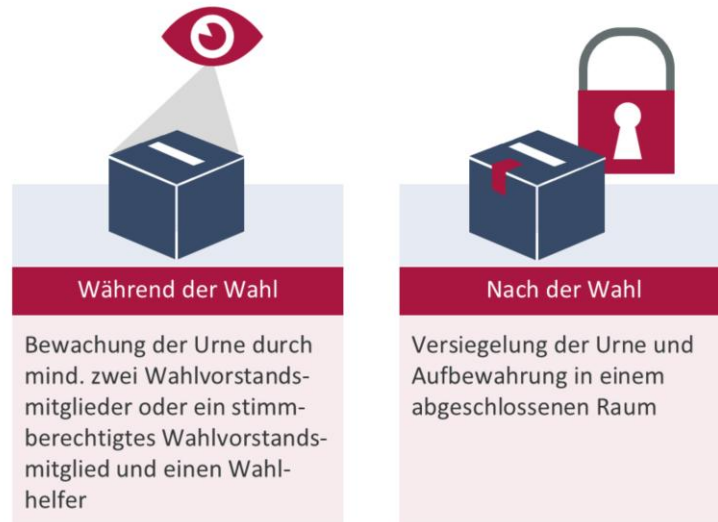 Während der Wahl
Bewachung der Urne durch
mind. zwei Wahlvorstands-
mitglieder oder ein stimm-
berechtigtes Wahlvorstands-
mitglied und einen Wahl-
helfer
Nach der Wahl
Versiegelung der Urne und
Aufbewahrung in einem
abgeschlossenen Raum